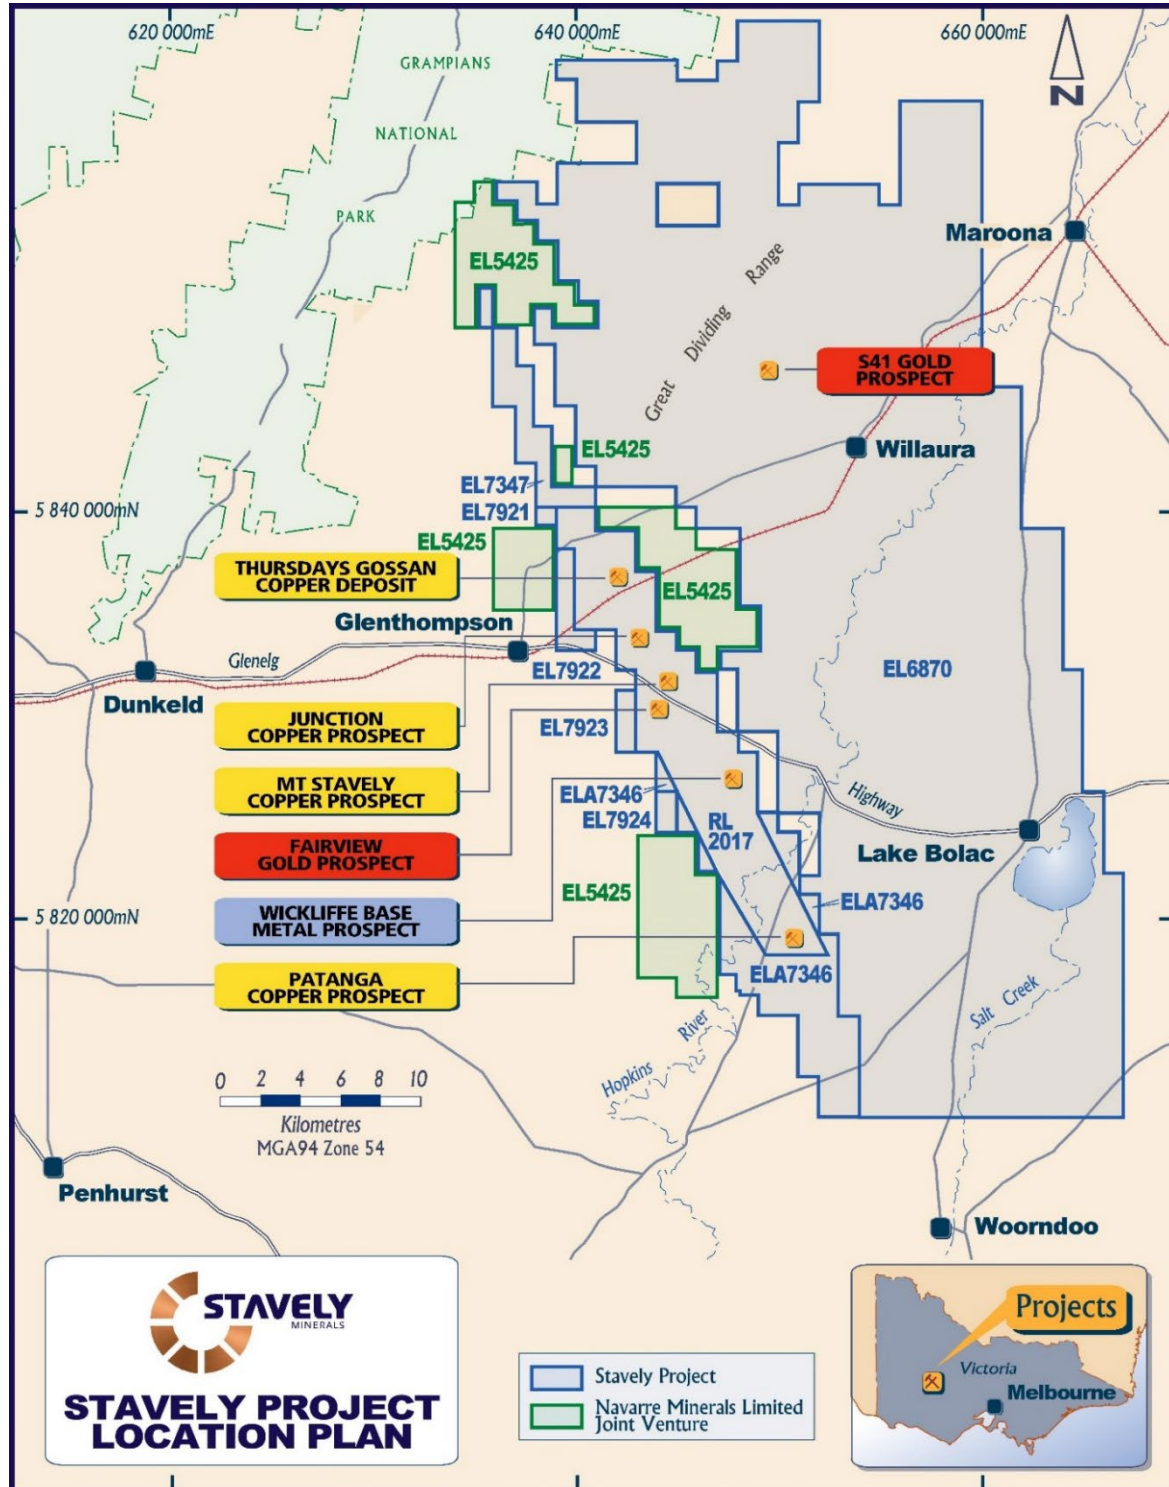 620 000mE
640 000mE
660 000mE
GRAMPIANS
NATIONAL
PARK
N
Maroona
EL5425
Great Dividing Range
S41 GOLD
PROSPECT
EL5425
Willaura
EL7347
EL7921
5 840 000mN
EL5425
THURSDAYS GOSSAN
COPPER DEPOSIT
EL5425
Glenthompson
Glenelg
EL7922
EL6870
Dunkeld
JUNCTION
COPPER PROSPECT
EL7923
MT STAVELY
COPPER PROSPECT
ELA7346
Highway
EL7924
RL
2017
FAIRVIEW
GOLD PROSPECT
Lake Bolac
EL5425
ELA7346
WICKLIFFE BASE
METAL PROSPECT
5 820 000mN
PATANGA
COPPER PROSPECT
ELA7346
Salt Creek
Hopkins River
0 2 4 6 8 10
Kilometres
MGA94 Zone 54
Penhurst
Woorndoo
STAVELY
MINERALS
STAVELY PROJECT
LOCATION PLAN
Stavely Project
Navarre Minerals Limited
Joint Venture
Projects
Victoria
Melbourne